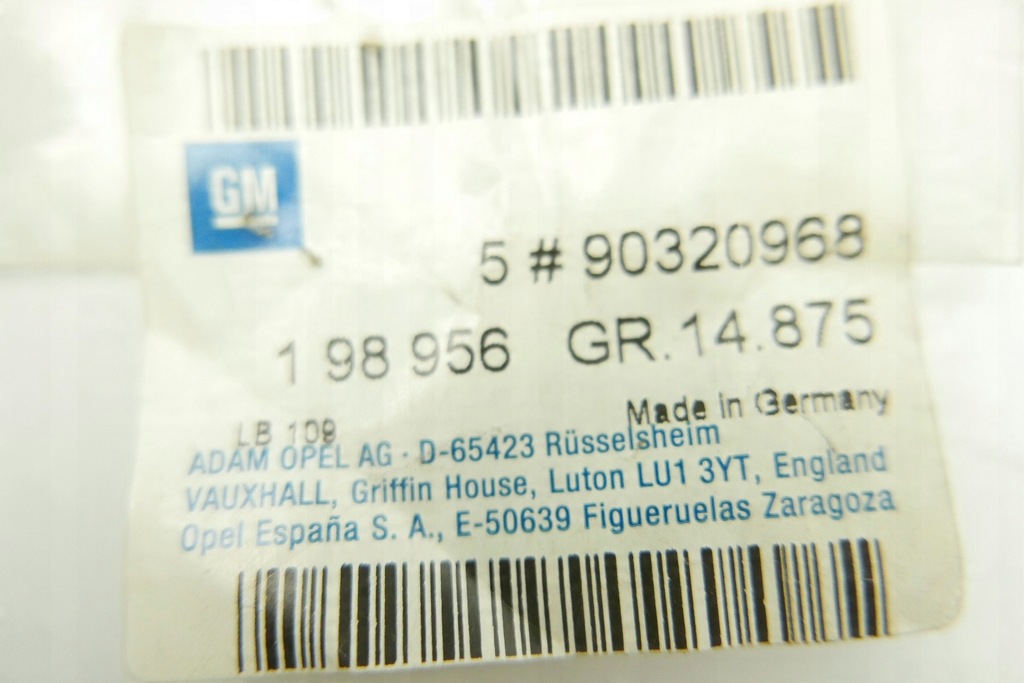 GM
5 # 90320968
1 98 956 GR.14.875
Made in Germany
LB 109
ADAM OPEL AG · D-65423 Rüsselsheim
VAUXHALL, Griffin House, Luton LU1 3YT, England
Opel España S. A., E-50639 Figueruelas Zaragoza